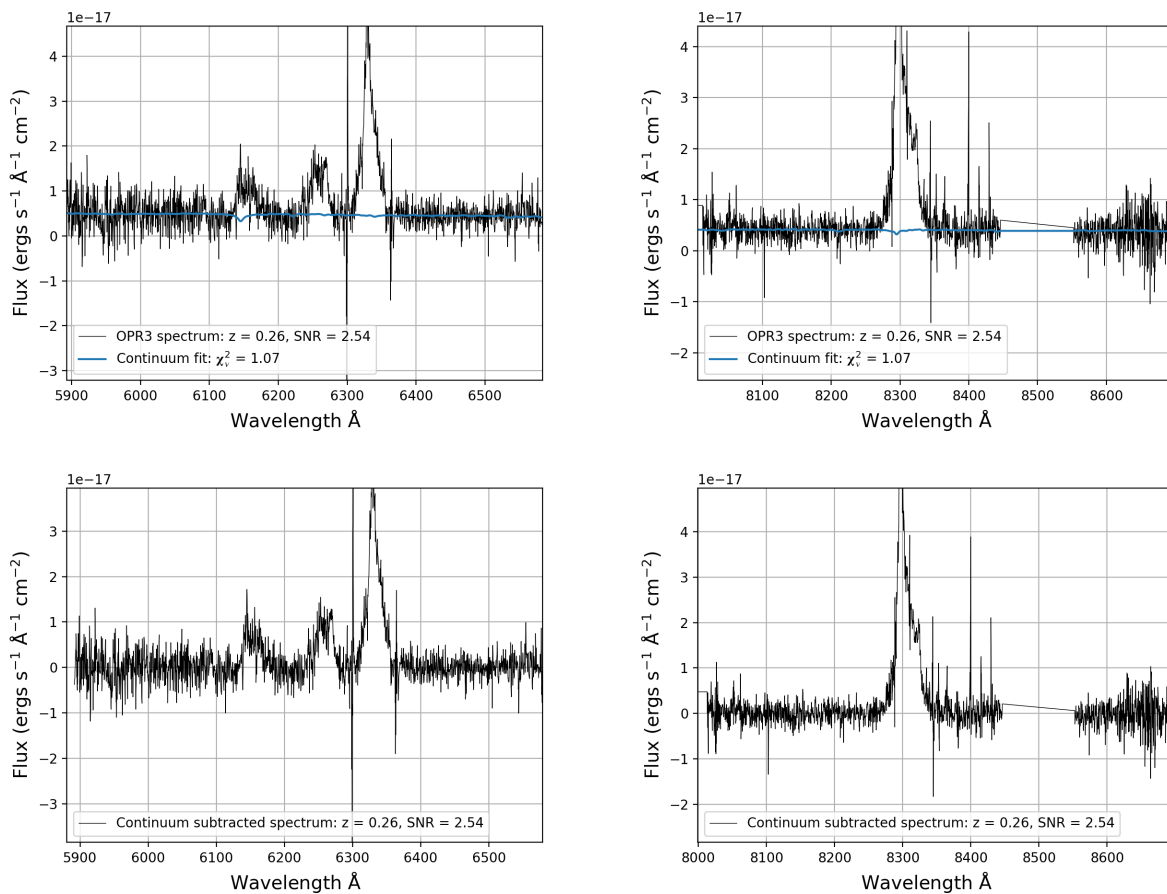 1e−17
Flux (ergs s⁻¹ Å⁻¹ cm⁻²)
4
3
2
1
0
−1
−2
−3
OPR3 spectrum: z = 0.26, SNR = 2.54
Continuum fit: χ²ᵥ = 1.07
5900 6000 6100 6200 6300 6400 6500
Wavelength Å
1e−17
Flux (ergs s⁻¹ Å⁻¹ cm⁻²)
4
3
2
1
0
−1
−2
OPR3 spectrum: z = 0.26, SNR = 2.54
Continuum fit: χ²ᵥ = 1.07
8100 8200 8300 8400 8500 8600
Wavelength Å
1e−17
Flux (ergs s⁻¹ Å⁻¹ cm⁻²)
3
2
1
0
−1
−2
−3
Continuum subtracted spectrum: z = 0.26, SNR = 2.54
5900 6000 6100 6200 6300 6400 6500
Wavelength Å
1e−17
Flux (ergs s⁻¹ Å⁻¹ cm⁻²)
4
3
2
1
0
−1
−2
Continuum subtracted spectrum: z = 0.26, SNR = 2.54
8000 8100 8200 8300 8400 8500 8600
Wavelength Å